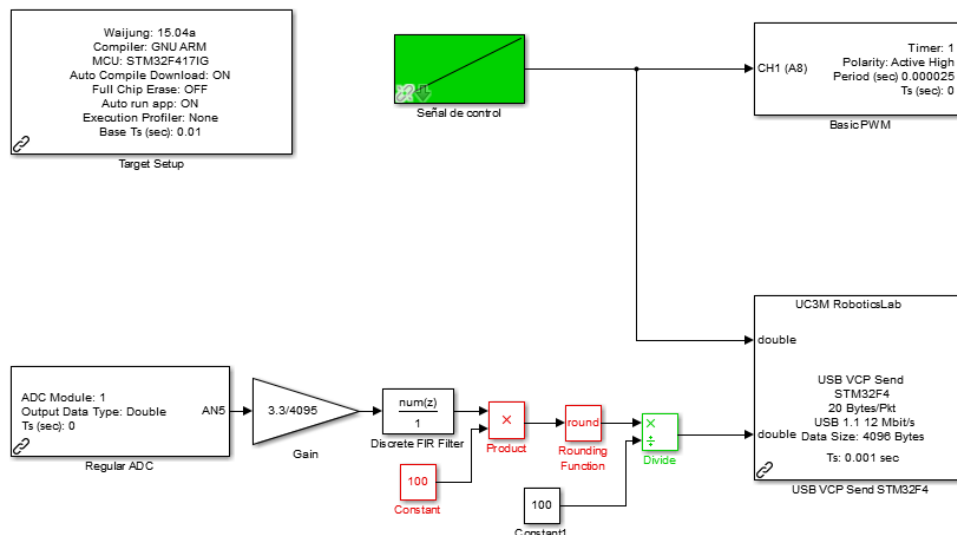 Waijung: 15.04a
Compiler: GNU ARM
MCU: STM32F417IG
Auto Compile Download: ON
Full Chip Erase: OFF
Auto run app: ON
Execution Profiler: None
Base Ts (sec): 0.01
Target Setup
Señal de control
CH1 (A8)
Timer: 1
Polarity: Active High
Period (sec) 0.000025
Ts (sec): 0
Basic PWM
UC3M RoboticsLab
double
double
USB VCP Send
STM32F4
20 Bytes/Pkt
USB 1.1 12 Mbit/s
Data Size: 4096 Bytes
Ts: 0.001 sec
USB VCP Send STM32F4
ADC Module: 1
Output Data Type: Double
Ts (sec): 0
AN5
Regular ADC
3.3/4095
Gain
num(z)
1
Discrete FIR Filter
×
Product
100
Constant
round
Rounding
Function
×
÷
Divide
100
Constant1